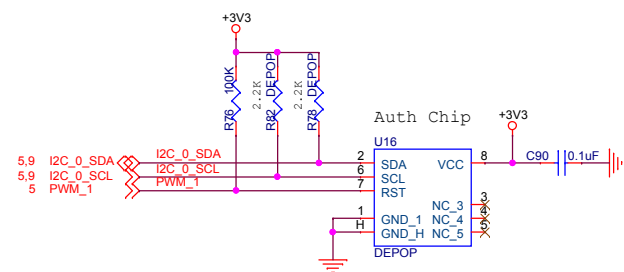 +3V3
R76 100K
R82 2.2K DEPOP
R78 2.2K DEPOP
Auth Chip
+3V3
U16
C90 0.1uF
5,9 I2C_0_SDA I2C_0_SDA 2 SDA VCC 8
5,9 I2C_0_SCL I2C_0_SCL 6 SCL
5 PWM_1 PWM_1 7 RST
NC_3 3
1 GND_1 NC_4 4
H GND_H NC_5 5
DEPOP